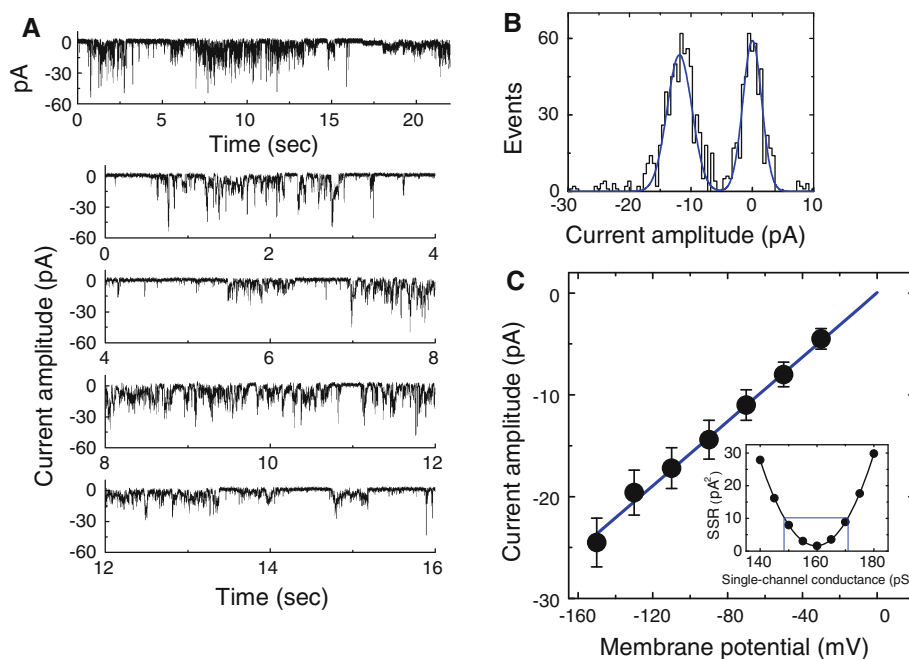 A
pA
0
-30
-60
0 5 10 15 20
Time (sec)
Current amplitude (pA)
0
-30
-60
0 2 4
0
-30
-60
4 6 8
0
-30
-60
8 10 12
0
-30
-60
12 14 16
Time (sec)
B
Events
60
30
0
-30 -20 -10 0 10
Current amplitude (pA)
C
Current amplitude (pA)
0
-10
-20
-30
-160 -120 -80 -40 0
Membrane potential (mV)
SSR (pA²)
30
20
10
0
140 160 180
Single-channel conductance (pS